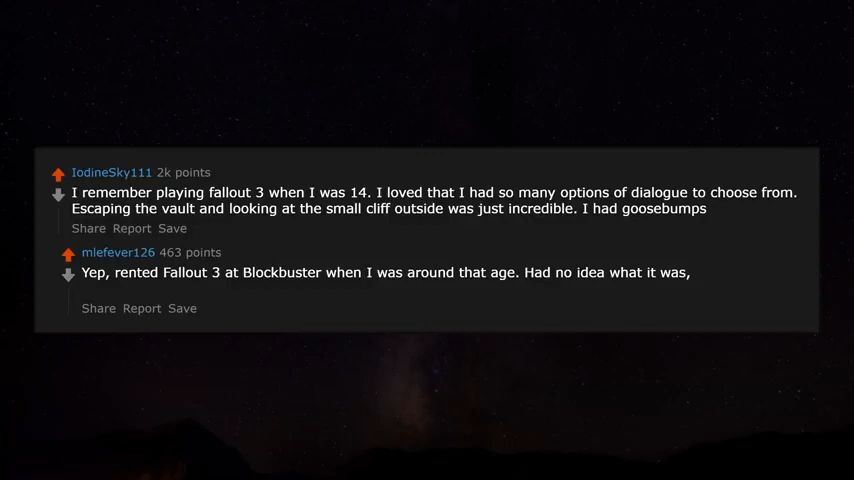 IodineSky111 2k points
I remember playing fallout 3 when I was 14. I loved that I had so many options of dialogue to choose from.
Escaping the vault and looking at the small cliff outside was just incredible. I had goosebumps
Share Report Save
mlefever126 463 points
Yep, rented Fallout 3 at Blockbuster when I was around that age. Had no idea what it was,
Share Report Save